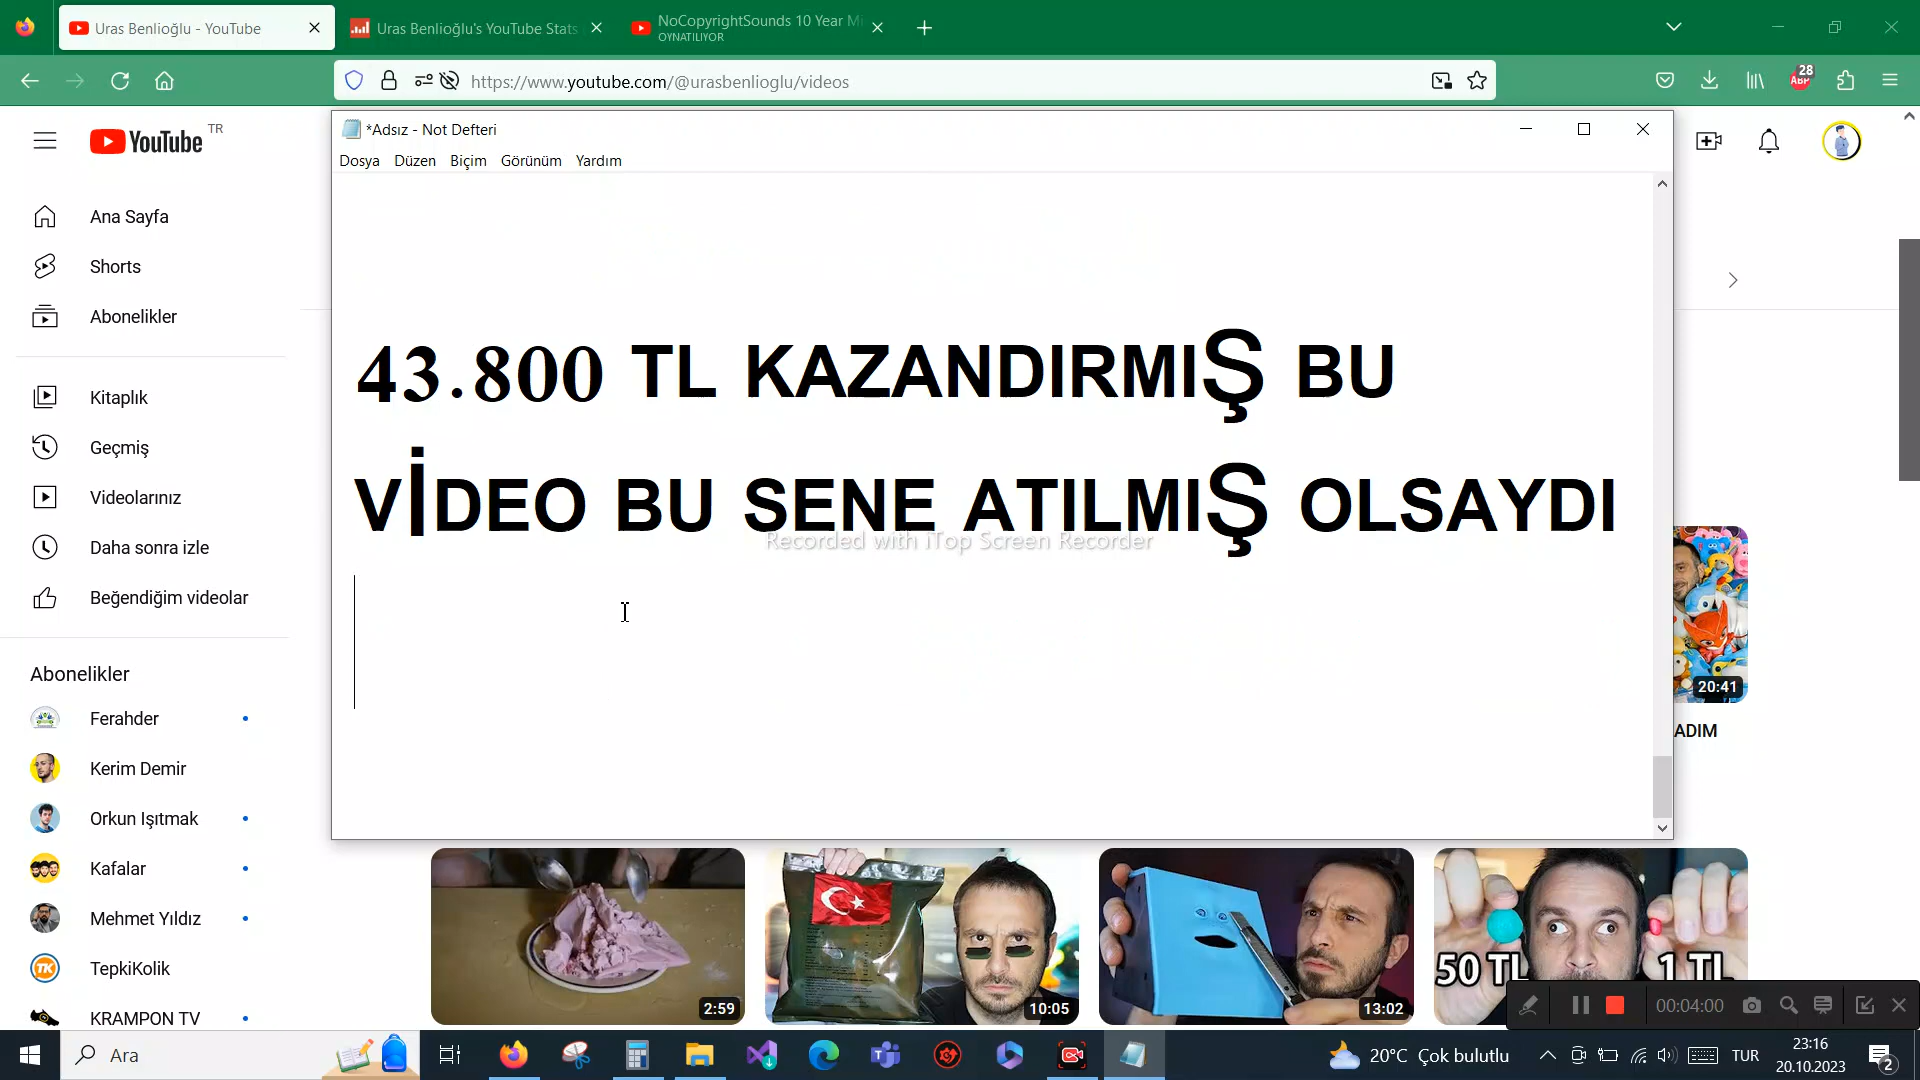 Uras Benlioğlu - YouTube
Uras Benlioğlu's YouTube Stats
NoCopyrightSounds 10 Year Mi
OYNATILIYOR
https://www.youtube.com/@urasbenlioglu/videos
28
ABP
YouTube TR
*Adsız - Not Defteri
Dosya Düzen Biçim Görünüm Yardım
Ana Sayfa
Shorts
Abonelikler
Kitaplık
Geçmiş
Videolarınız
Daha sonra izle
Beğendiğim videolar
Abonelikler
Ferahder
Kerim Demir
Orkun Işıtmak
Kafalar
Mehmet Yıldız
TepkiKolik
KRAMPON TV
43.800 TL KAZANDIRMIŞ BU
VİDEO BU SENE ATILMIŞ OLSAYDI
Recorded with iTop Screen Recorder
20:41
ADIM
2:59
10:05
13:02
50 TL
1 TL
00:04:00
Ara
20°C Çok bulutlu
TUR
23:16
20.10.2023
2